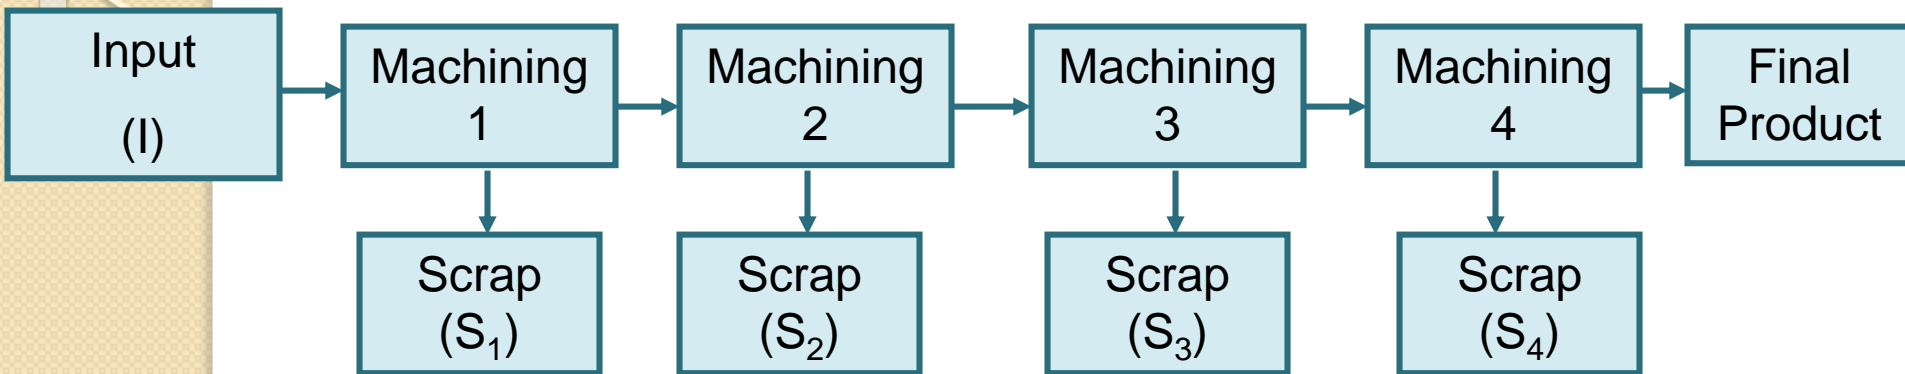 Input
(I)
Machining
1
Machining
2
Machining
3
Machining
4
Final
Product
Scrap
(S₁)
Scrap
(S₂)
Scrap
(S₃)
Scrap
(S₄)